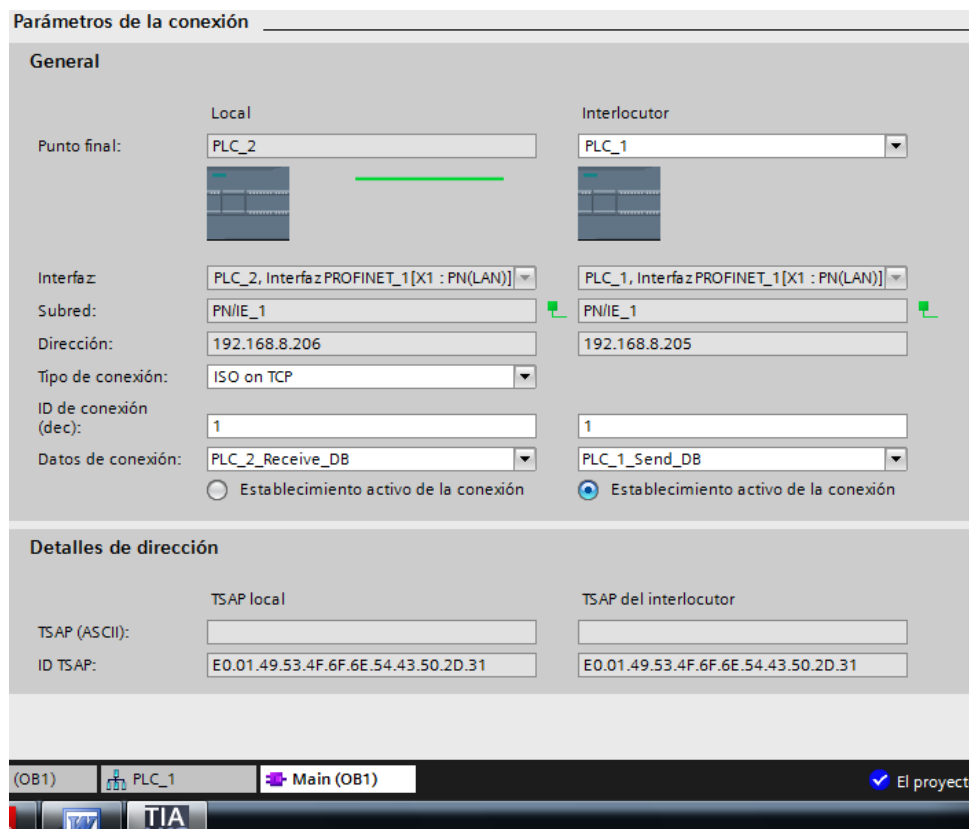 Parámetros de la conexión
General
Local Interlocutor
Punto final: PLC_2 PLC_1
Interfaz: PLC_2, Interfaz PROFINET_1[X1 : PN(LAN)] PLC_1, Interfaz PROFINET_1[X1 : PN(LAN)]
Subred: PN/IE_1 PN/IE_1
Dirección: 192.168.8.206 192.168.8.205
Tipo de conexión: ISO on TCP
ID de conexión
(dec): 1 1
Datos de conexión: PLC_2_Receive_DB PLC_1_Send_DB
Establecimiento activo de la conexión Establecimiento activo de la conexión
Detalles de dirección
TSAP local TSAP del interlocutor
TSAP (ASCII):
ID TSAP: E0.01.49.53.4F.6F.6E.54.43.50.2D.31 E0.01.49.53.4F.6F.6E.54.43.50.2D.31
(OB1) PLC_1 Main (OB1) El proyect
W TIA